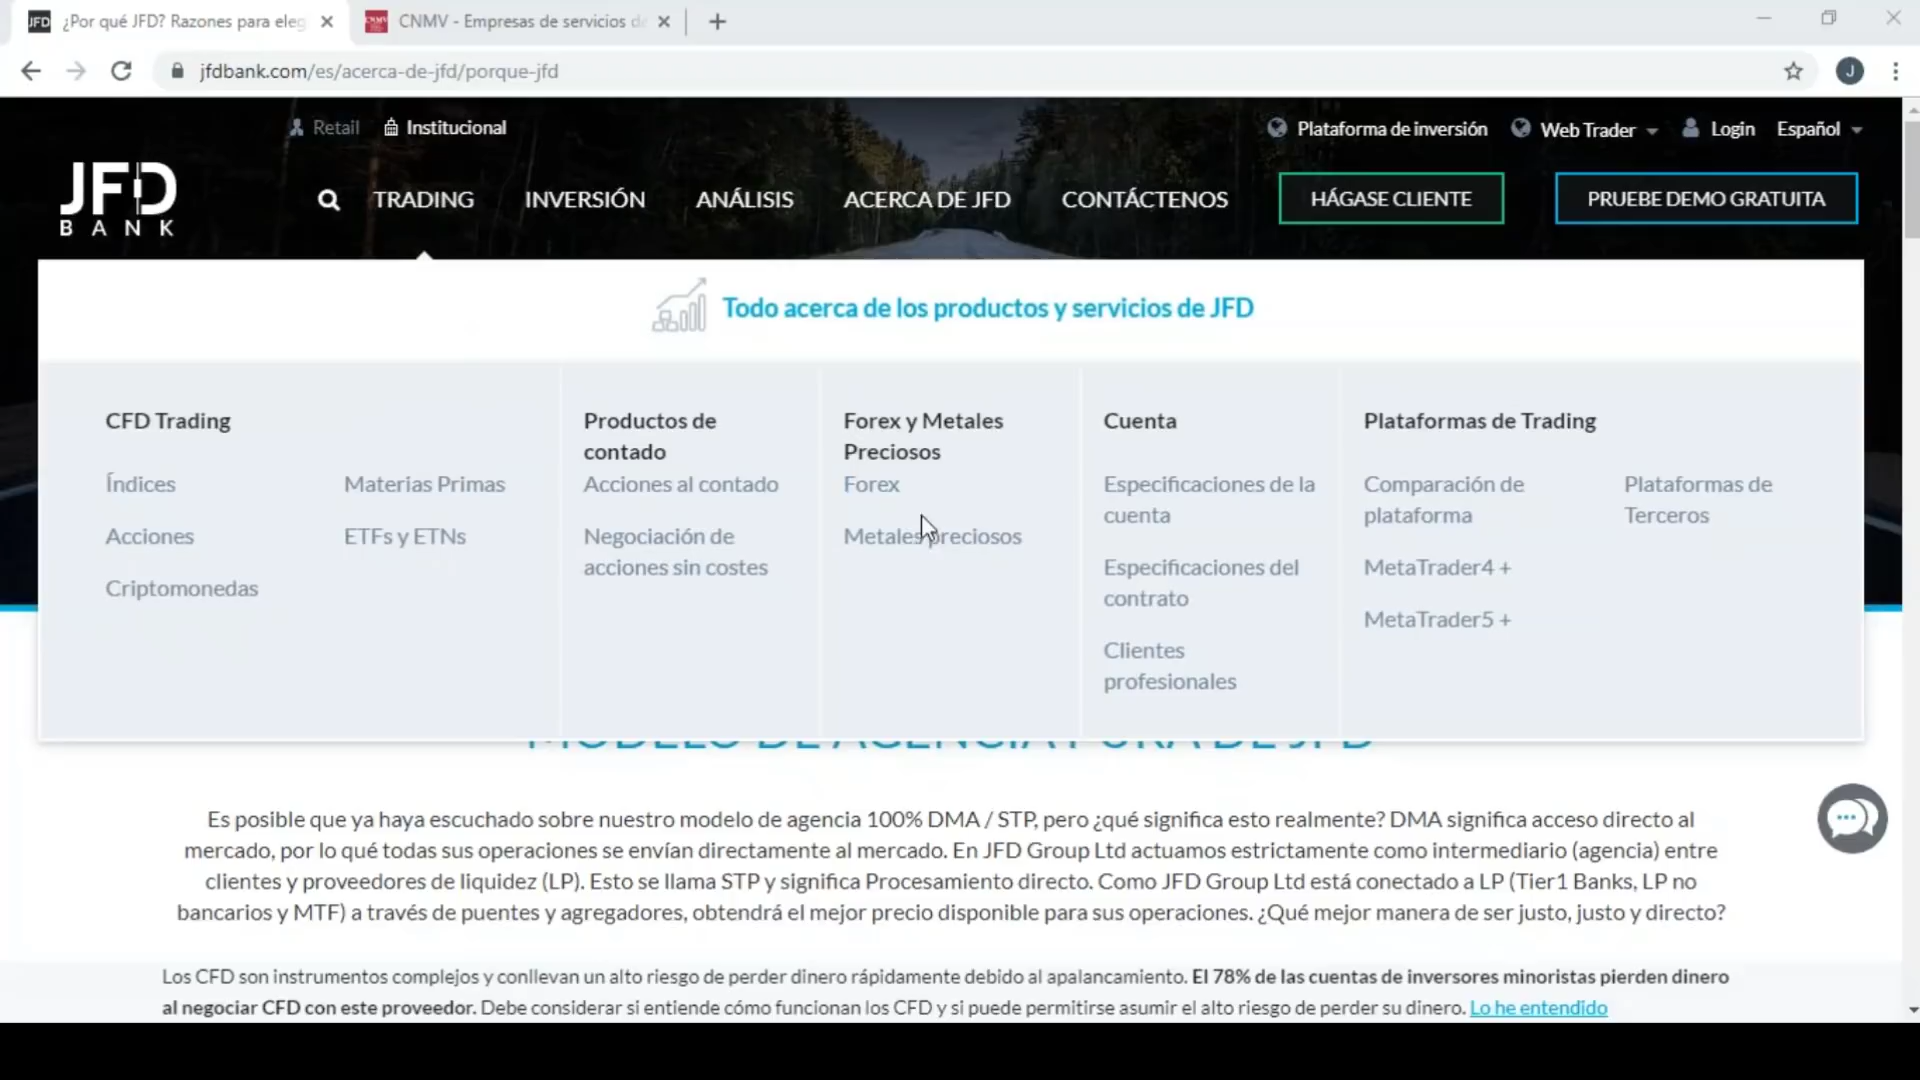 JFD ¿Por qué JFD? Razones para eleg
CNMV CNMV - Empresas de servicios de
jfdbank.com/es/acerca-de-jfd/porque-jfd
J
Retail Institucional
Plataforma de inversión Web Trader Login Español
JFD
BANK
TRADING INVERSIÓN ANÁLISIS ACERCA DE JFD CONTÁCTENOS HÁGASE CLIENTE PRUEBE DEMO GRATUITA
Todo acerca de los productos y servicios de JFD
CFD Trading
Índices
Acciones
Criptomonedas
Materias Primas
ETFs y ETNs
Productos de
contado
Acciones al contado
Negociación de
acciones sin costes
Forex y Metales
Preciosos
Forex
Metales preciosos
Cuenta
Especificaciones de la
cuenta
Especificaciones del
contrato
Clientes
profesionales
Plataformas de Trading
Comparación de
plataforma
MetaTrader4 +
MetaTrader5 +
Plataformas de
Terceros
MODELO DE AGENCIA PURA DE JFD
Es posible que ya haya escuchado sobre nuestro modelo de agencia 100% DMA / STP, pero ¿qué significa esto realmente? DMA significa acceso directo al
mercado, por lo qué todas sus operaciones se envían directamente al mercado. En JFD Group Ltd actuamos estrictamente como intermediario (agencia) entre
clientes y proveedores de liquidez (LP). Esto se llama STP y significa Procesamiento directo. Como JFD Group Ltd está conectado a LP (Tier1 Banks, LP no
bancarios y MTF) a través de puentes y agregadores, obtendrá el mejor precio disponible para sus operaciones. ¿Qué mejor manera de ser justo, justo y directo?
Los CFD son instrumentos complejos y conllevan un alto riesgo de perder dinero rápidamente debido al apalancamiento. El 78% de las cuentas de inversores minoristas pierden dinero
al negociar CFD con este proveedor. Debe considerar si entiende cómo funcionan los CFD y si puede permitirse asumir el alto riesgo de perder su dinero. Lo he entendido